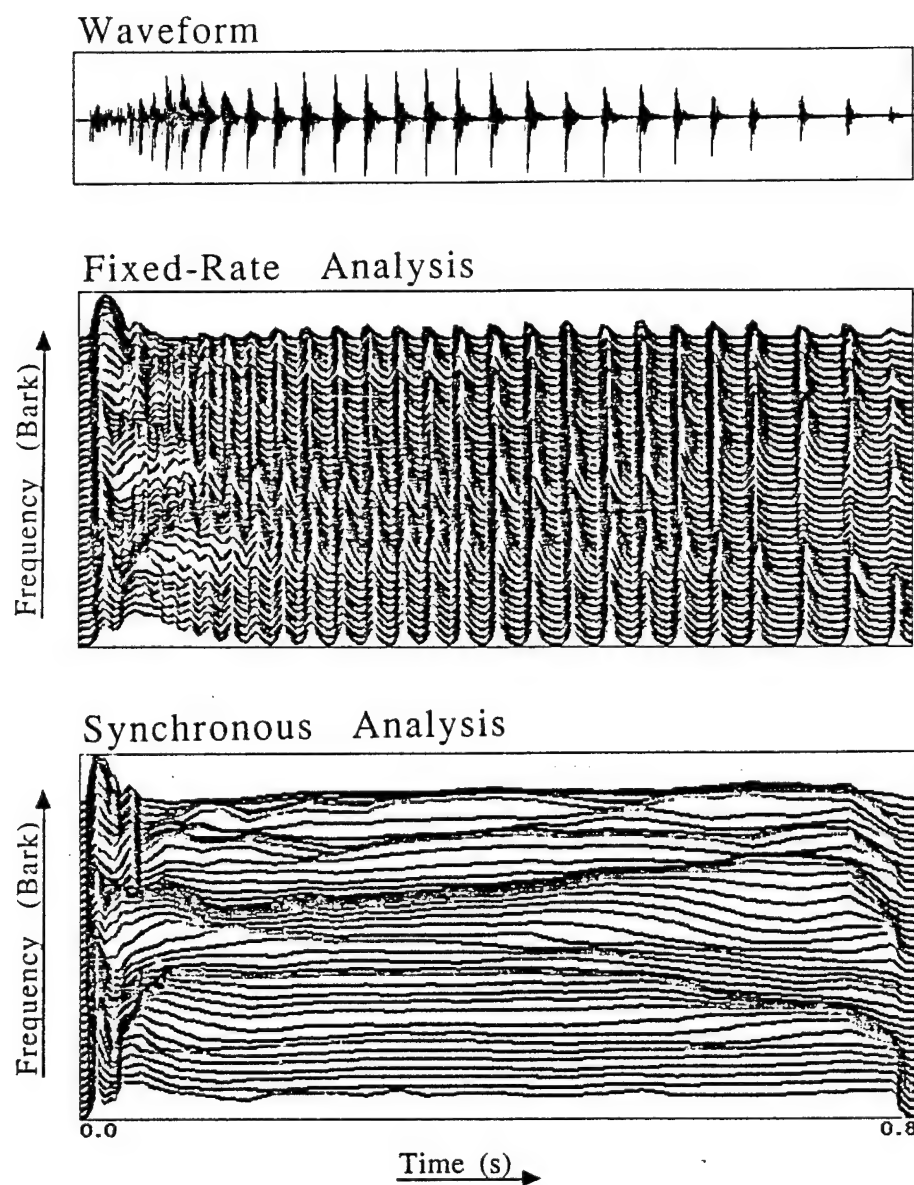 Waveform
Fixed-Rate Analysis
Frequency (Bark)
Synchronous Analysis
Frequency (Bark)
0.0
0.8
Time (s)